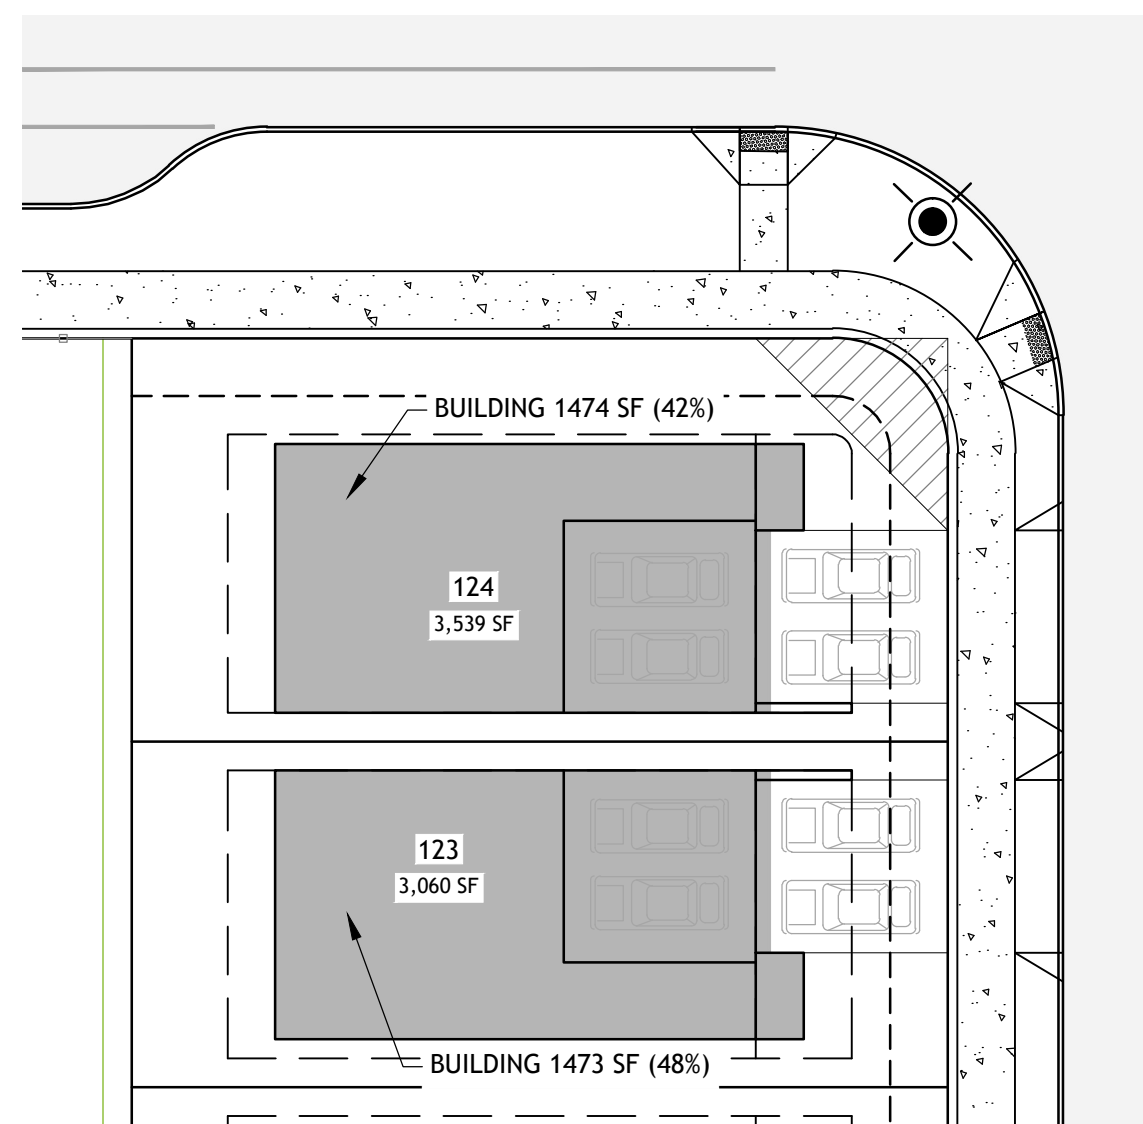 BUILDING 1474 SF (42%)
124
3,539 SF
123
3,060 SF
BUILDING 1473 SF (48%)